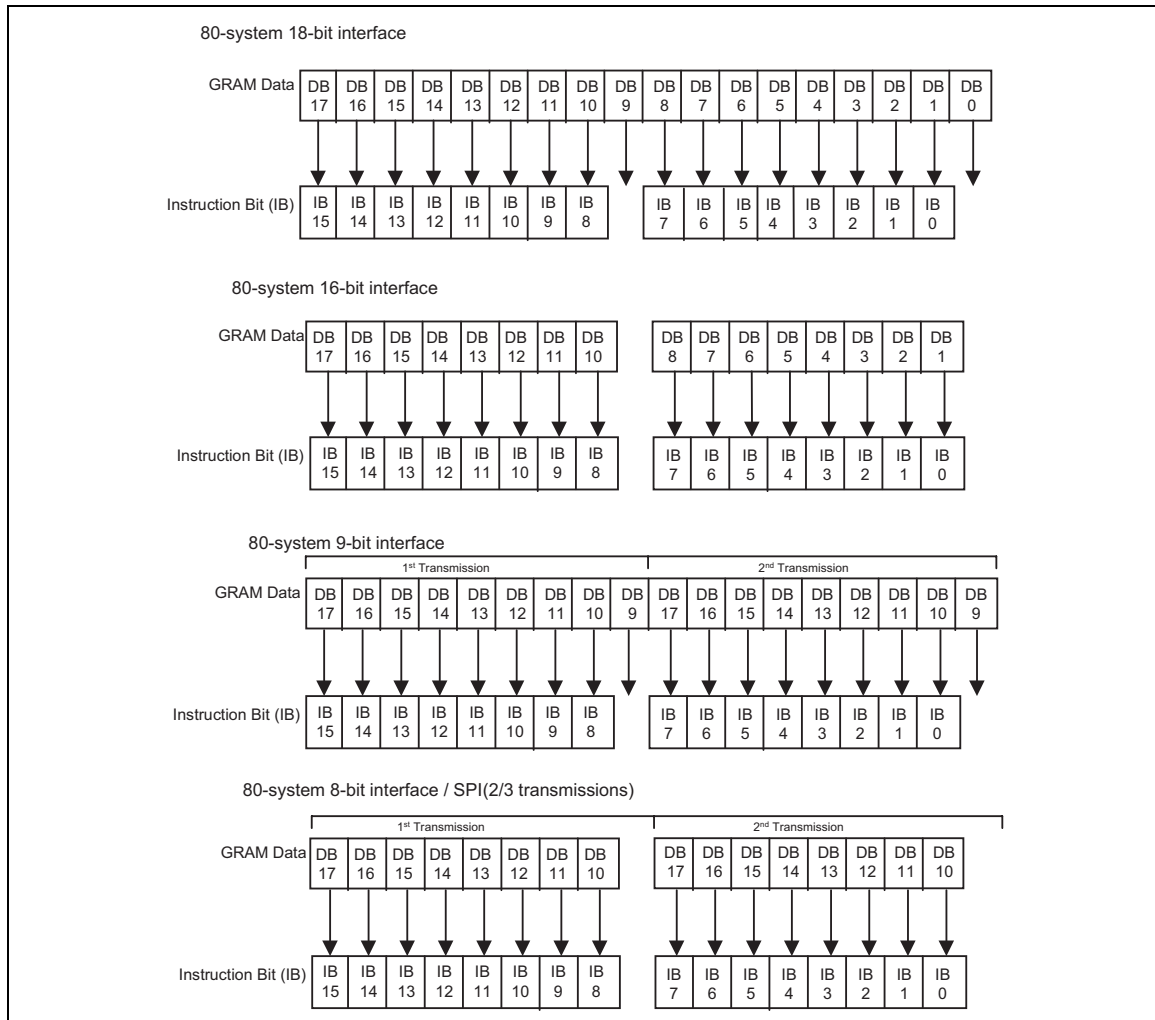 80-system 18-bit interface
GRAM Data DB DB DB DB DB DB DB DB DB DB DB DB DB DB DB DB DB DB
17 16 15 14 13 12 11 10 9 8 7 6 5 4 3 2 1 0
Instruction Bit (IB) IB IB IB IB IB IB IB IB IB IB IB IB IB IB IB IB
15 14 13 12 11 10 9 8 7 6 5 4 3 2 1 0
80-system 16-bit interface
GRAM Data DB DB DB DB DB DB DB DB DB DB DB DB DB DB DB DB
17 16 15 14 13 12 11 10 8 7 6 5 4 3 2 1
Instruction Bit (IB) IB IB IB IB IB IB IB IB IB IB IB IB IB IB IB IB
15 14 13 12 11 10 9 8 7 6 5 4 3 2 1 0
80-system 9-bit interface
1st Transmission 2nd Transmission
GRAM Data DB DB DB DB DB DB DB DB DB DB DB DB DB DB DB DB DB DB
17 16 15 14 13 12 11 10 9 17 16 15 14 13 12 11 10 9
Instruction Bit (IB) IB IB IB IB IB IB IB IB IB IB IB IB IB IB IB IB
15 14 13 12 11 10 9 8 7 6 5 4 3 2 1 0
80-system 8-bit interface / SPI(2/3 transmissions)
1st Transmission 2nd Transmission
GRAM Data DB DB DB DB DB DB DB DB DB DB DB DB DB DB DB DB
17 16 15 14 13 12 11 10 17 16 15 14 13 12 11 10
Instruction Bit (IB) IB IB IB IB IB IB IB IB IB IB IB IB IB IB IB IB
15 14 13 12 11 10 9 8 7 6 5 4 3 2 1 0